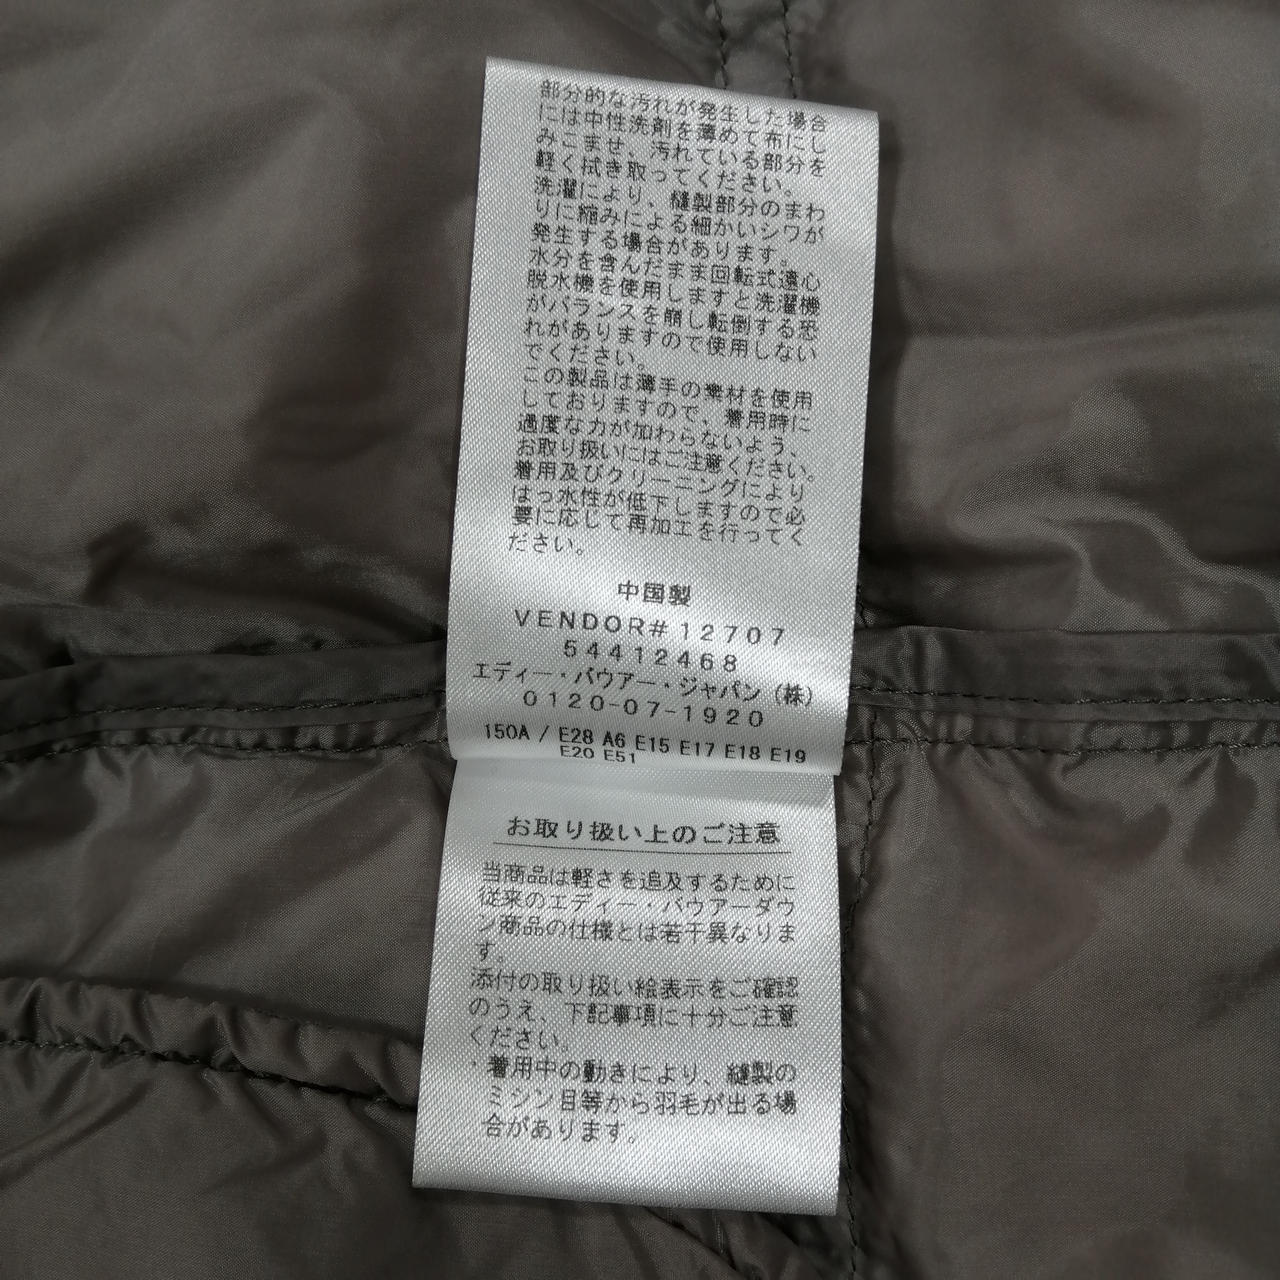 部分的な汚れが発生した場合
には中性洗剤を薄めて布にし
みこませ、汚れている部分を
軽く拭き取ってください。
洗濯により、縫製部分のまわ
りに縮みによる細かいシワが
発生する場合があります。
水分を含んだまま回転式遠心
脱水機を使用しますと洗濯機
がバランスを崩し転倒する恐
れがありますので使用しない
でください。
この製品は薄手の素材を使用
しておりますので、着用時に
過度な力が加わらないよう、
お取り扱いにはご注意ください。
着用及びクリーニングにより
はっ水性が低下しますので必
要に応じて再加工を行ってく
ださい。
中国製
VENDOR#12707
54412468
エディー・バウアー・ジャパン(株)
0120-07-1920
150A / E28 A6 E15 E17 E18 E19
E20 E51
お取り扱い上のご注意
当商品は軽さを追及するために
従来のエディー・バウアーダウ
ン商品の仕様とは若干異なりま
す。
添付の取り扱い絵表示をご確認
のうえ、下記事項に十分ご注意
ください。
・着用中の動きにより、縫製の
ミシン目等から羽毛が出る場
合があります。